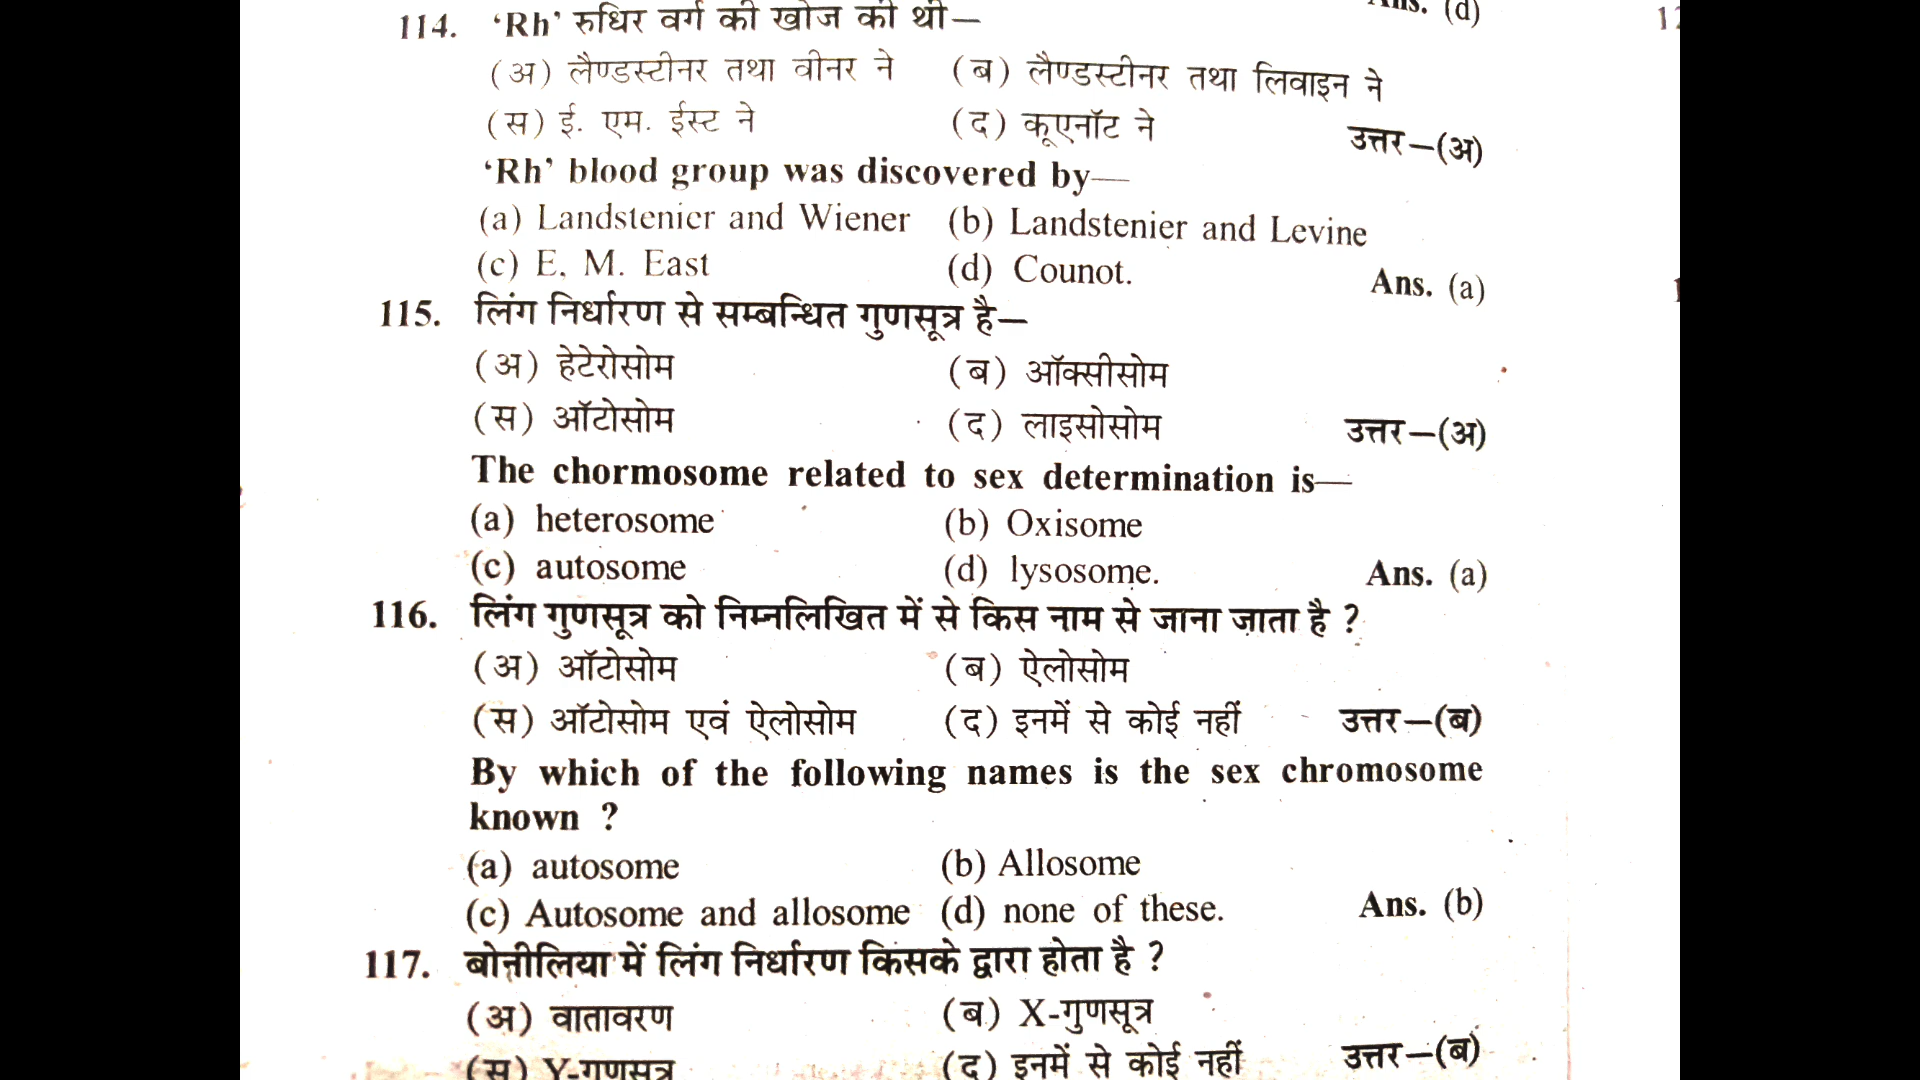 Ans. (d)
114. ‘Rh’ रुधिर वर्ग की खोज की थी—
(अ) लैण्डस्टीनर तथा वीनर ने (ब) लैण्डस्टीनर तथा लिवाइन ने
(स) ई. एम. ईस्ट ने (द) कूएनॉट ने उत्तर—(अ)
‘Rh’ blood group was discovered by—
(a) Landstenier and Wiener (b) Landstenier and Levine
(c) E. M. East (d) Counot. Ans. (a)
115. लिंग निर्धारण से सम्बन्धित गुणसूत्र है—
(अ) हेटेरोसोम (ब) ऑक्सीसोम
(स) ऑटोसोम (द) लाइसोसोम उत्तर—(अ)
The chormosome related to sex determination is—
(a) heterosome (b) Oxisome
(c) autosome (d) lysosome. Ans. (a)
116. लिंग गुणसूत्र को निम्नलिखित में से किस नाम से जाना जाता है ?
(अ) ऑटोसोम (ब) ऐलोसोम
(स) ऑटोसोम एवं ऐलोसोम (द) इनमें से कोई नहीं उत्तर—(ब)
By which of the following names is the sex chromosome
known ?
(a) autosome (b) Allosome
(c) Autosome and allosome (d) none of these. Ans. (b)
117. बोनीलिया में लिंग निर्धारण किसके द्वारा होता है ?
(अ) वातावरण (ब) X-गुणसूत्र
(स) Y-गुणसूत्र (द) इनमें से कोई नहीं उत्तर—(ब)